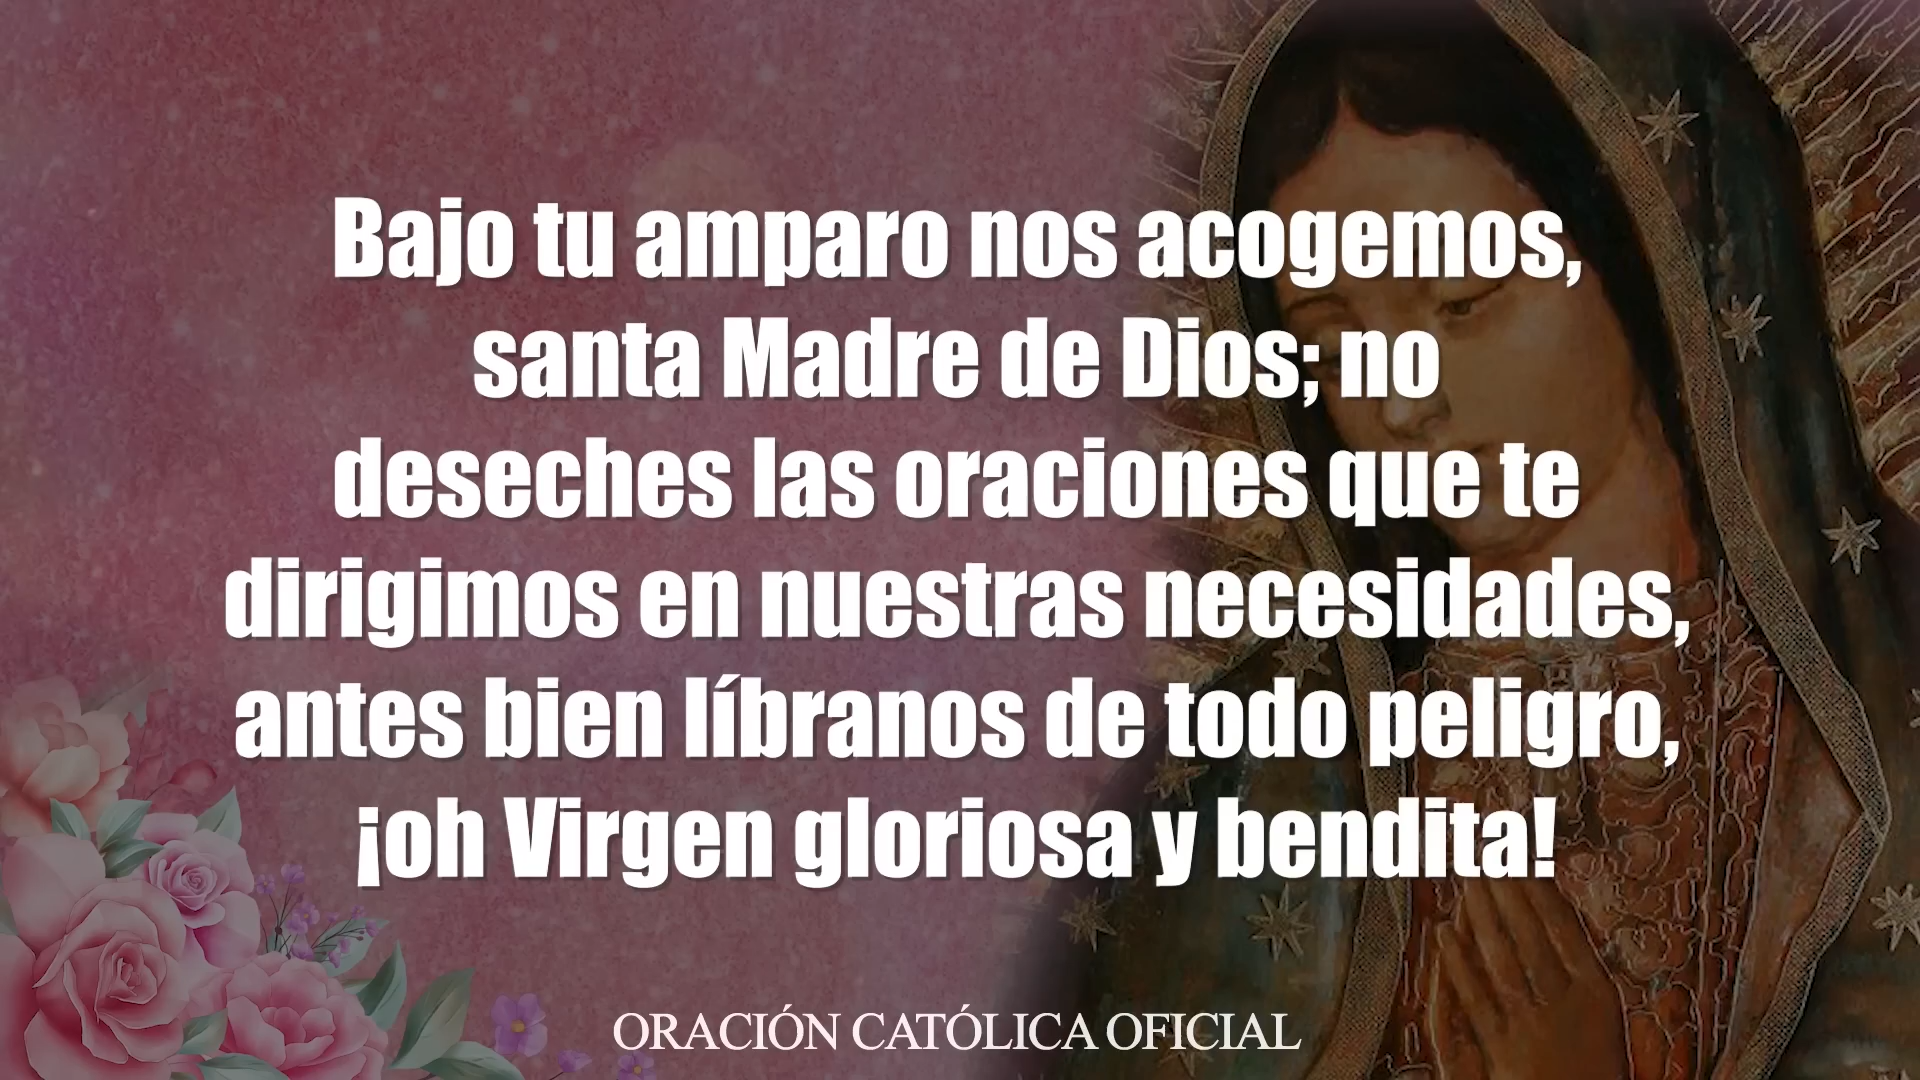 Bajo tu amparo nos acogemos,
santa Madre de Dios; no
deseches las oraciones que te
dirigimos en nuestras necesidades,
antes bien líbranos de todo peligro,
¡oh Virgen gloriosa y bendita!
ORACIÓN CATÓLICA OFICIAL